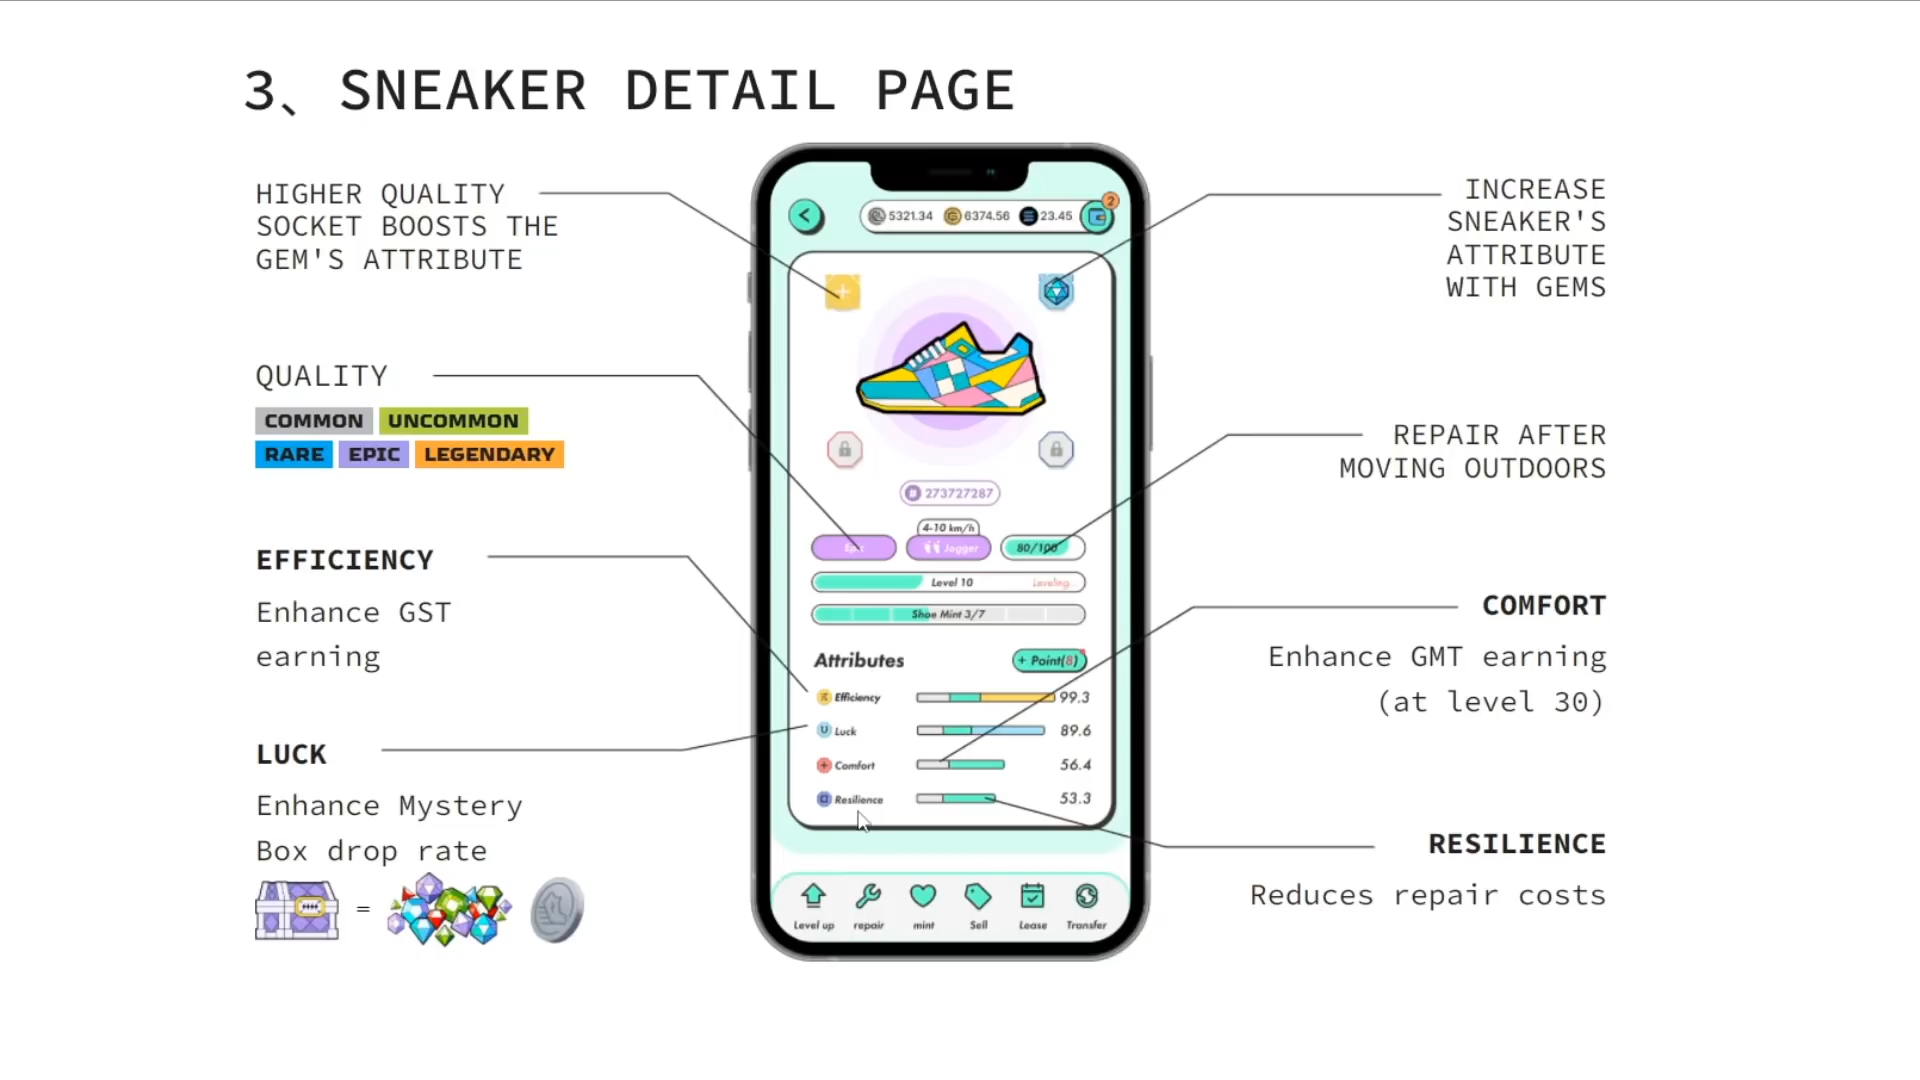 3、SNEAKER DETAIL PAGE
HIGHER QUALITY
SOCKET BOOSTS THE
GEM'S ATTRIBUTE
QUALITY
COMMON UNCOMMON
RARE EPIC LEGENDARY
EFFICIENCY
Enhance GST
earning
LUCK
Enhance Mystery
Box drop rate
=
5321.34 6374.56 23.45 2
# 273727287
4-10 km/h
Epic Jogger 80/100
Level 10 Leveling...
Shoe Mint 3/7
Attributes + Point(8)
Efficiency 99.3
Luck 89.6
Comfort 56.4
Resilience 53.3
Level up repair mint Sell Lease Transfer
INCREASE
SNEAKER'S
ATTRIBUTE
WITH GEMS
REPAIR AFTER
MOVING OUTDOORS
COMFORT
Enhance GMT earning
(at level 30)
RESILIENCE
Reduces repair costs